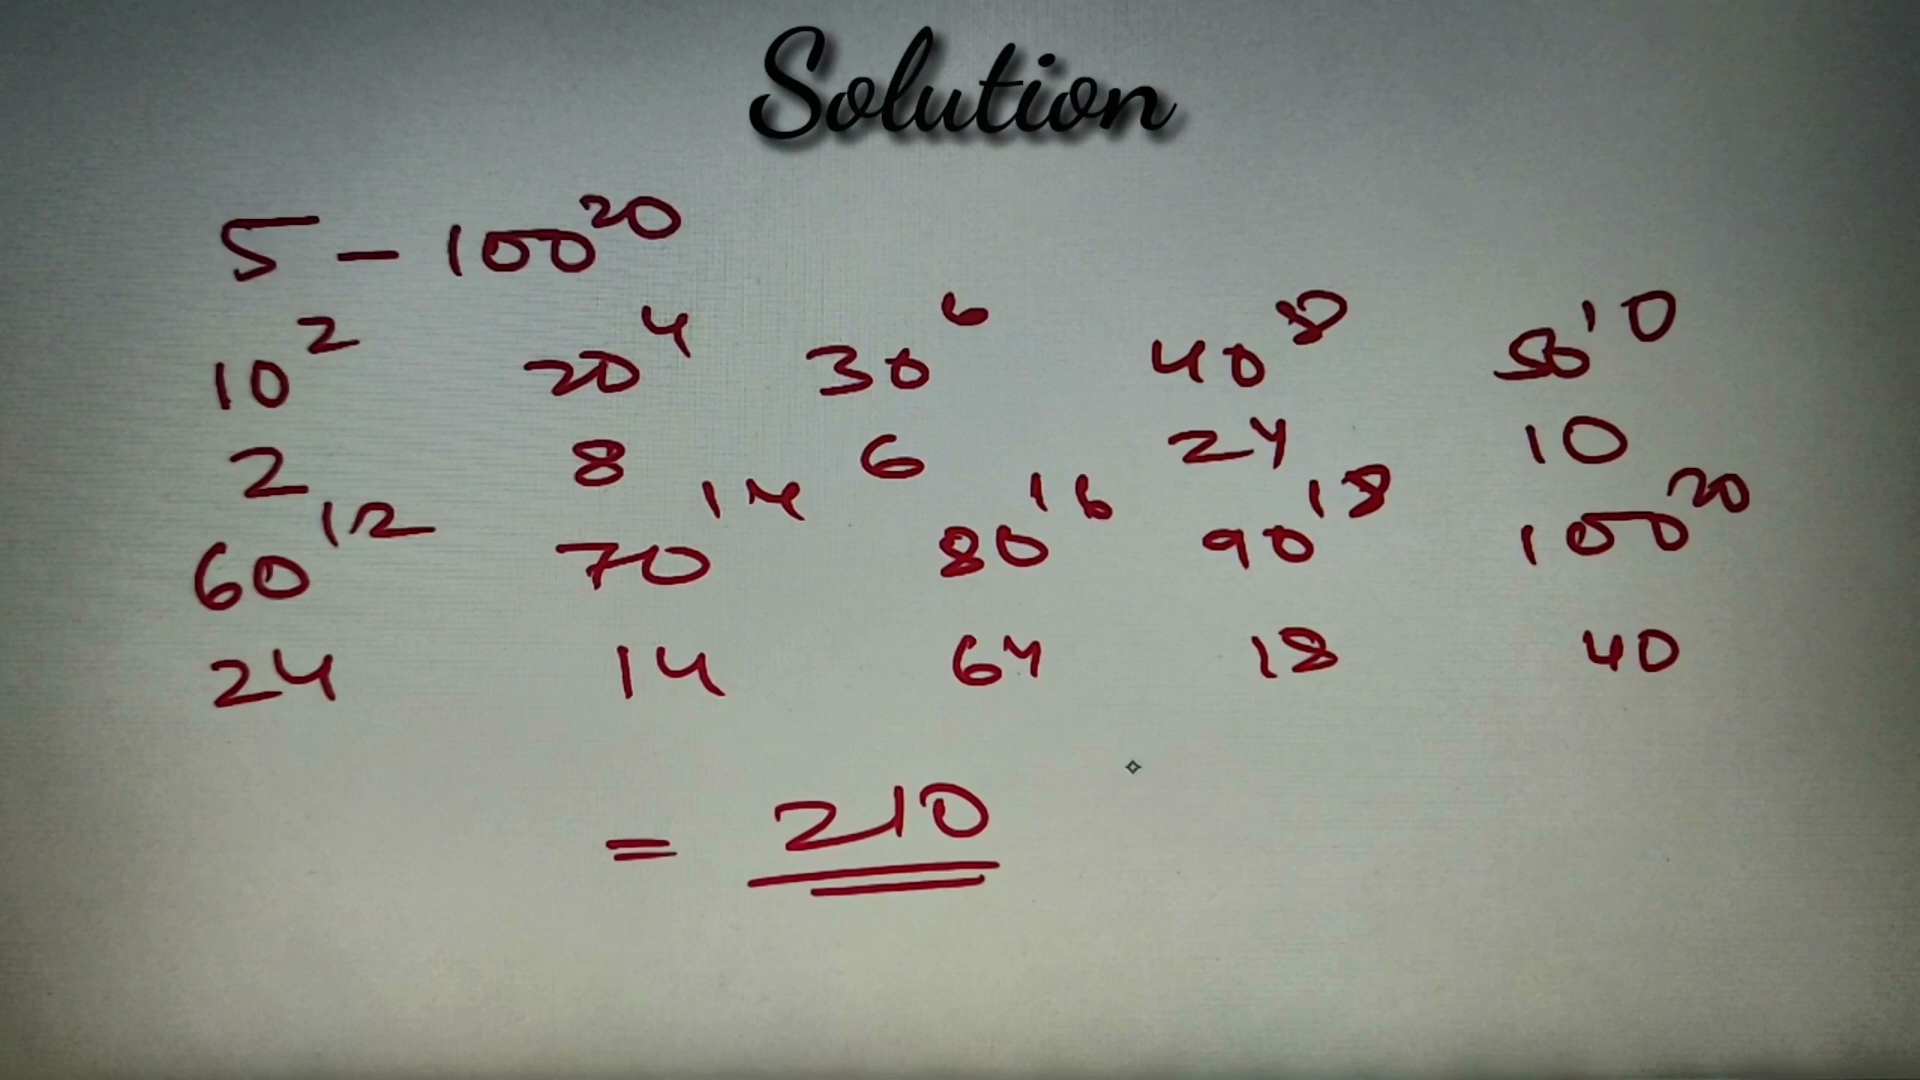 Solution
5 - 100²⁰
10² 20⁴ 30⁶ 40⁸ 50¹⁰
2 8 6 24 10
60¹² 70¹⁴ 80¹⁶ 90¹⁸ 100²⁰
24 14 64 18 40
= 210